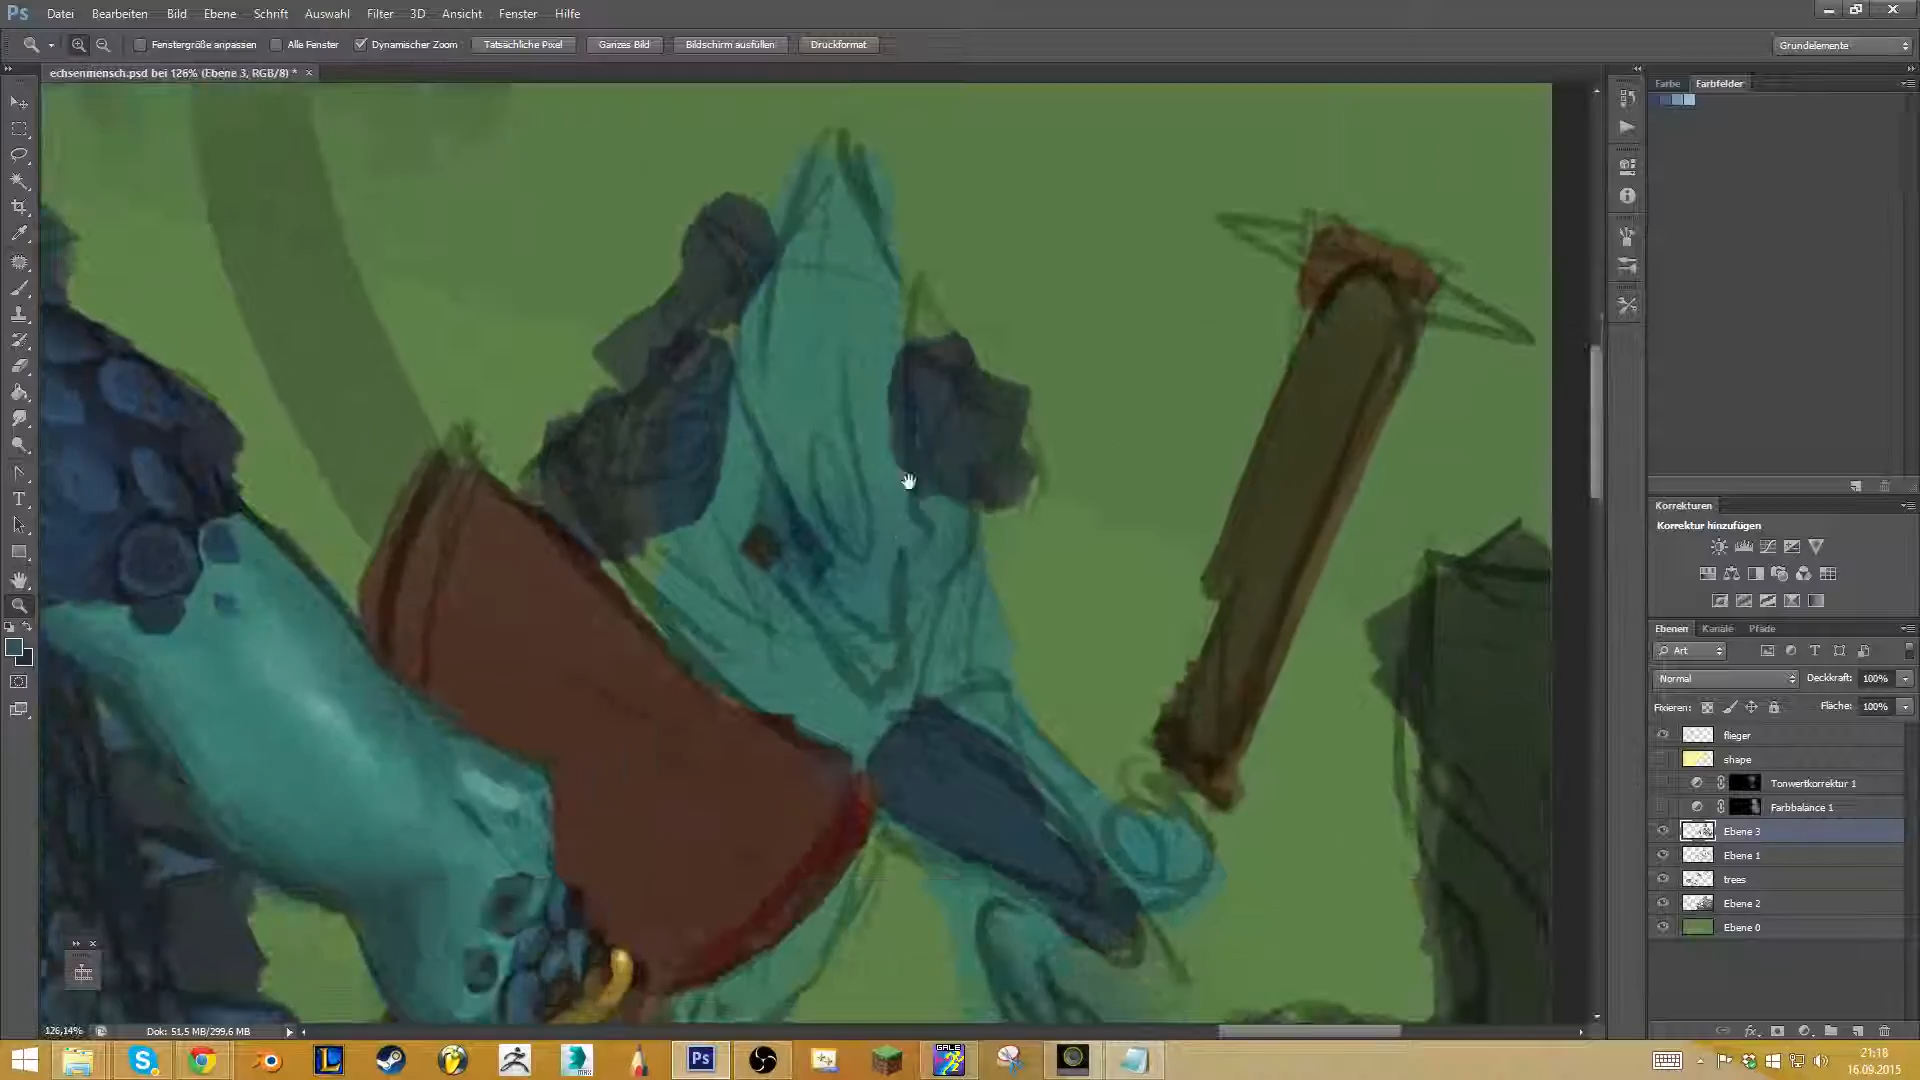 Ps Datei Bearbeiten Bild Ebene Schrift Auswahl Filter 3D Ansicht Fenster Hilfe
Fenstergröße anpassen Alle Fenster Dynamischer Zoom Tatsächliche Pixel Ganzes Bild Bildschirm ausfüllen Druckformat Grundelemente
echsenmensch.psd bei 126% (Ebene 3, RGB/8) *
Farbe Farbfelder
Korrekturen
Korrektur hinzufügen
Ebenen Kanäle Pfade
Art
Normal Deckkraft: 100%
Fixieren: Fläche: 100%
flieger
shape
Tonwertkorrektur 1
Farbbalance 1
Ebene 3
Ebene 1
trees
Ebene 2
Ebene 0
126,14% Dok: 51,5 MB/299,6 MB
S L MAX Ps GALE
21:18
16.09.2015